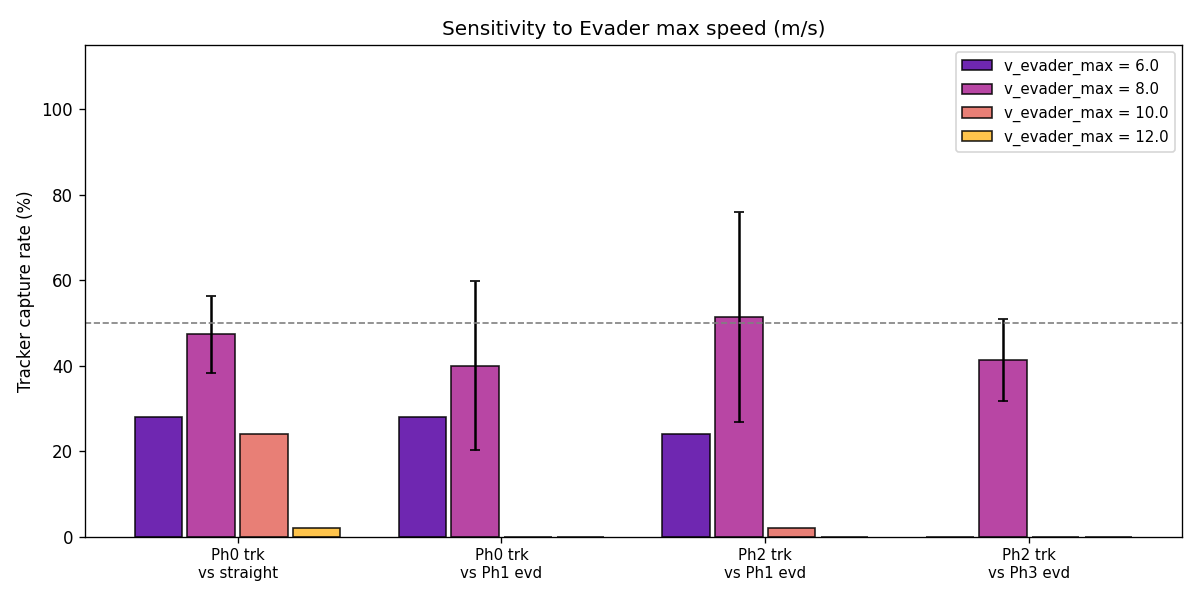 Sensitivity to Evader max speed (m/s)
v_evader_max = 6.0
v_evader_max = 8.0
v_evader_max = 10.0
v_evader_max = 12.0
Tracker capture rate (%)
100
80
60
40
20
0
Ph0 trk
vs straight
Ph0 trk
vs Ph1 evd
Ph2 trk
vs Ph1 evd
Ph2 trk
vs Ph3 evd